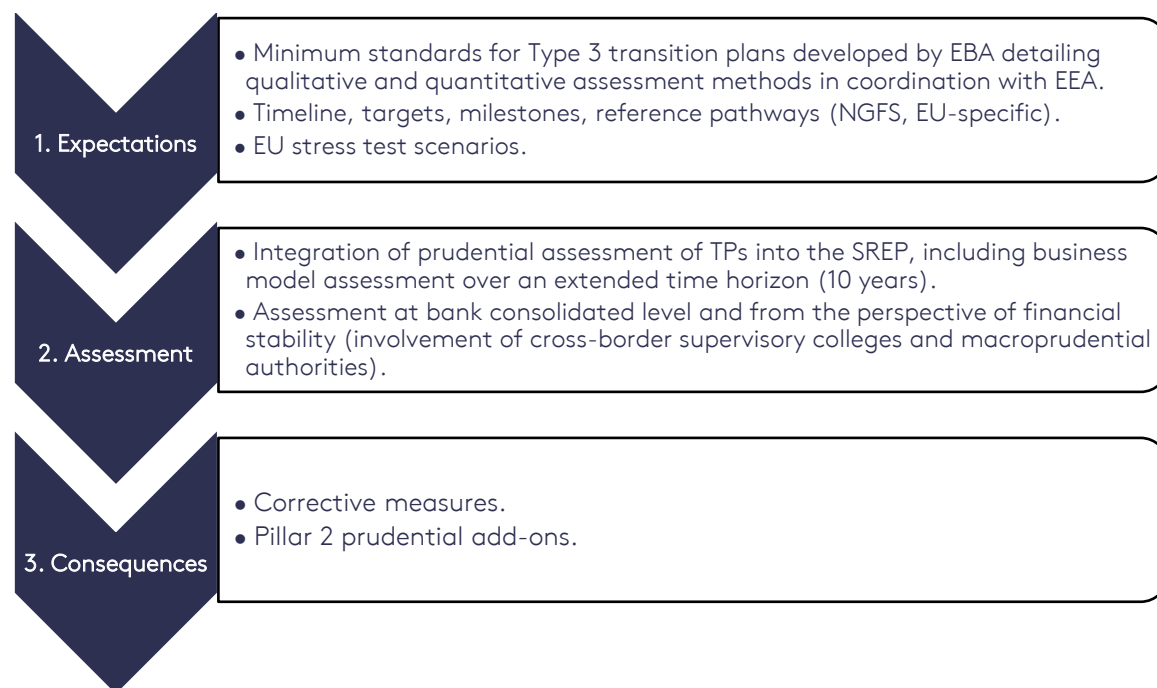 1. Expectations
• Minimum standards for Type 3 transition plans developed by EBA detailing
qualitative and quantitative assessment methods in coordination with EEA.
• Timeline, targets, milestones, reference pathways (NGFS, EU-specific).
• EU stress test scenarios.
2. Assessment
• Integration of prudential assessment of TPs into the SREP, including business
model assessment over an extended time horizon (10 years).
• Assessment at bank consolidated level and from the perspective of financial
stability (involvement of cross-border supervisory colleges and macroprudential
authorities).
3. Consequences
• Corrective measures.
• Pillar 2 prudential add-ons.